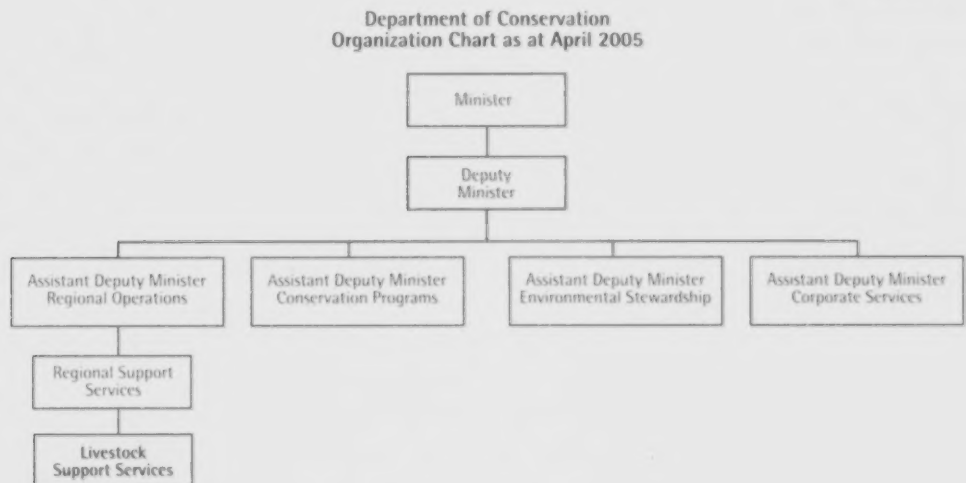 Department of Conservation
Organization Chart as at April 2005
Minister
Deputy
Minister
Assistant Deputy Minister
Regional Operations
Assistant Deputy Minister
Conservation Programs
Assistant Deputy Minister
Environmental Stewardship
Assistant Deputy Minister
Corporate Services
Regional Support
Services
Livestock
Support Services